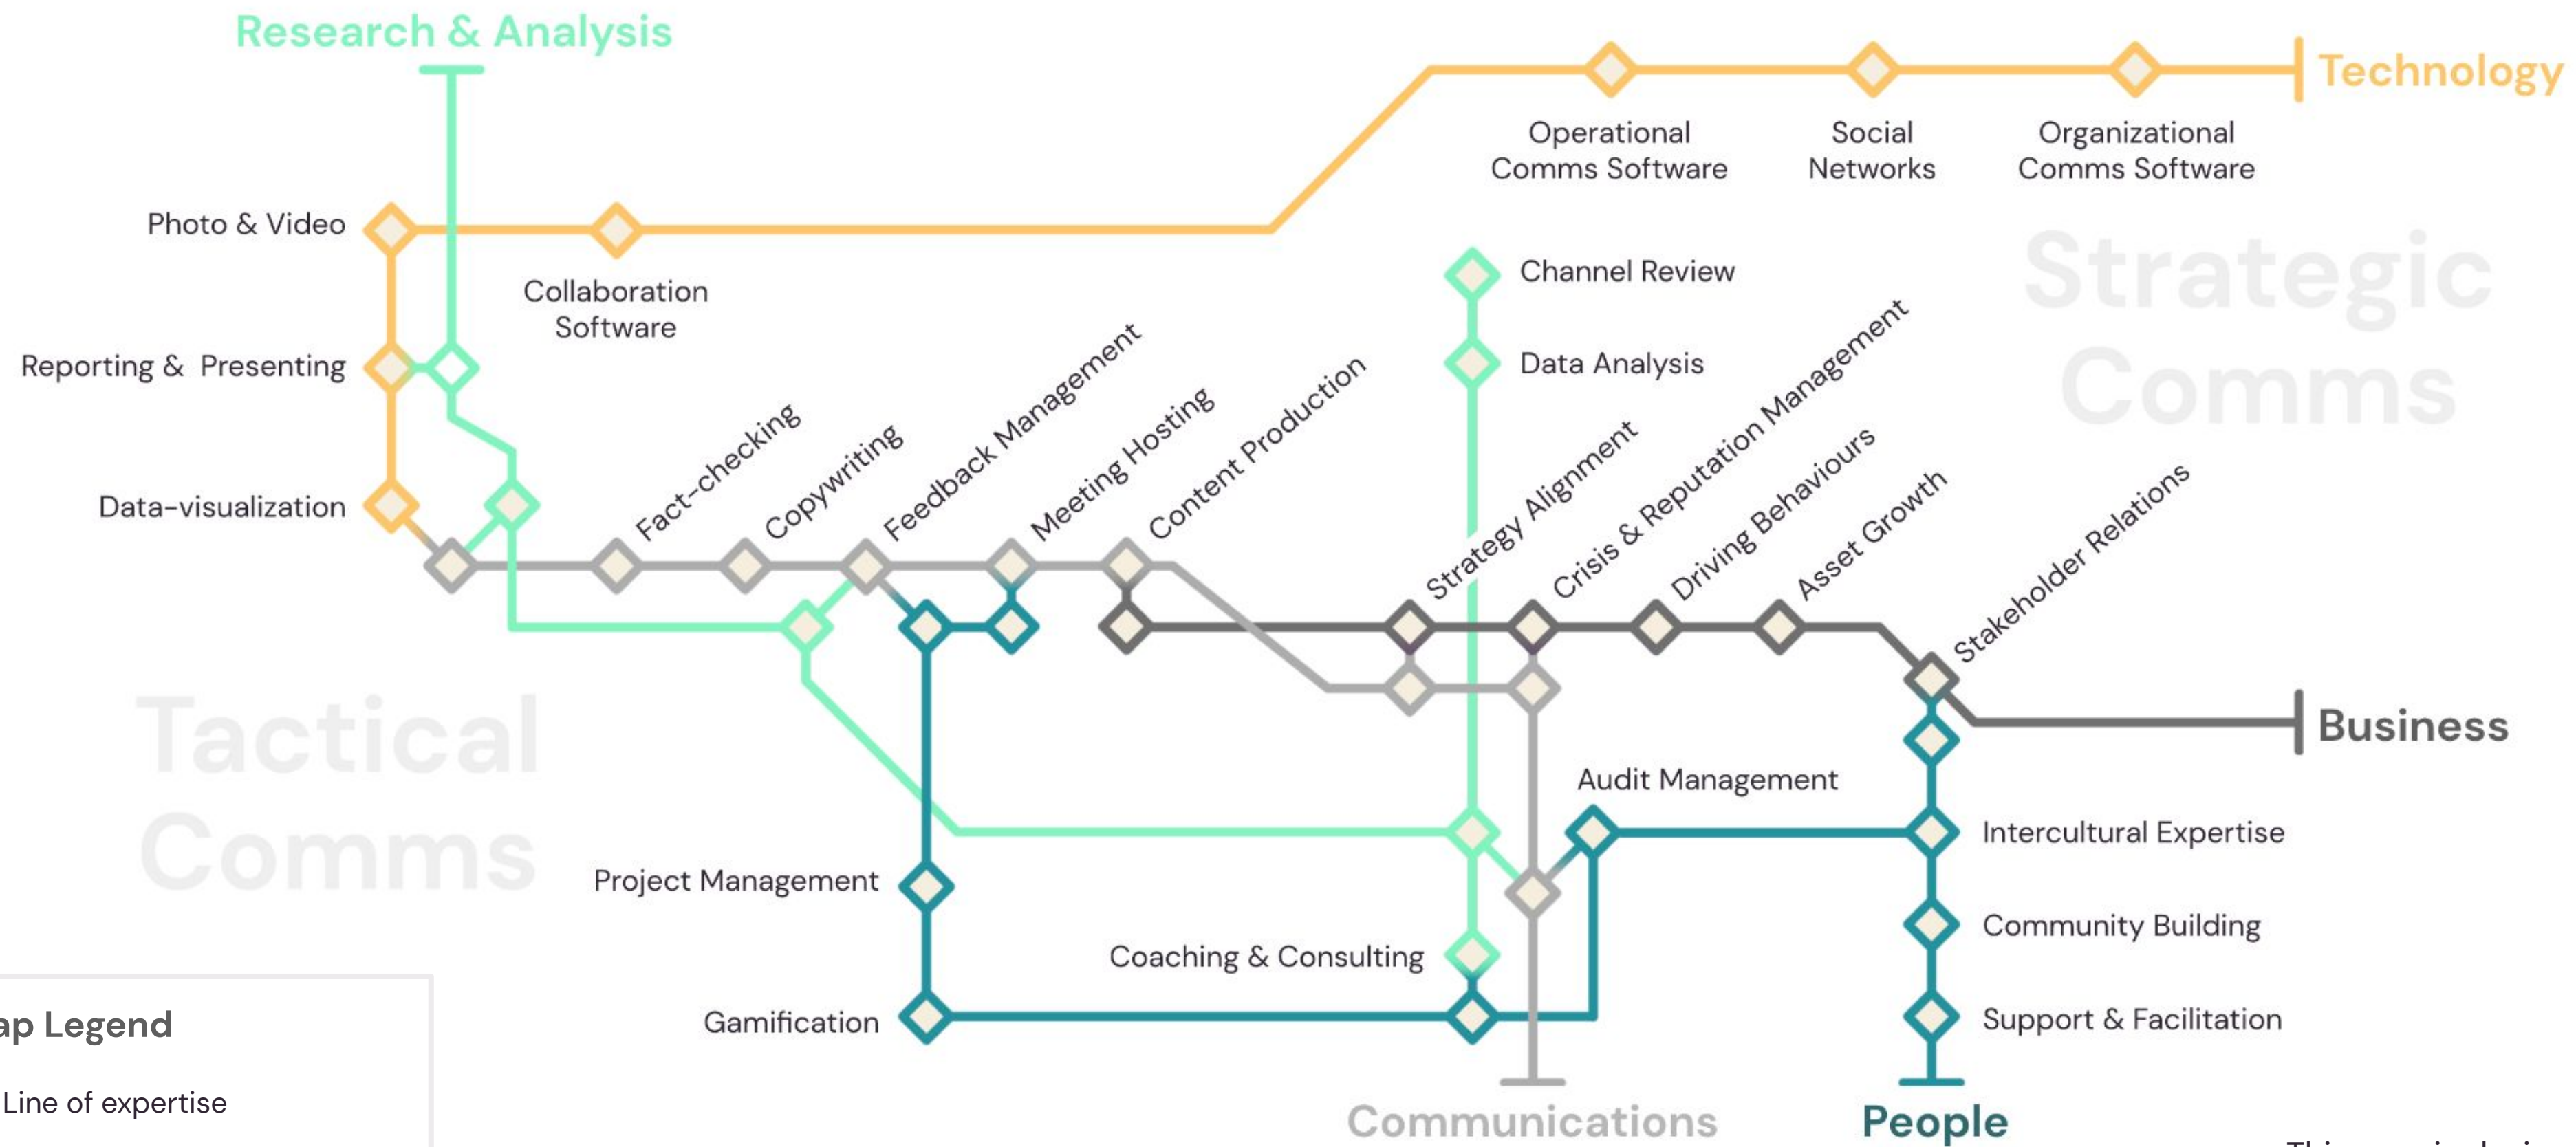 Research & Analysis
Technology
Operational
Comms Software
Social
Networks
Organizational
Comms Software
Photo & Video
Collaboration
Software
Channel Review
Strategic
Comms
Reporting & Presenting
Data Analysis
Data-visualization
Fact-checking
Copywriting
Feedback Management
Meeting Hosting
Content Production
Strategy Alignment
Crisis & Reputation Management
Driving Behaviours
Asset Growth
Stakeholder Relations
Tactical
Comms
Business
Audit Management
Intercultural Expertise
Project Management
Community Building
Coaching & Consulting
Gamification
Support & Facilitation
Legend
Line of expertise
Communications
People